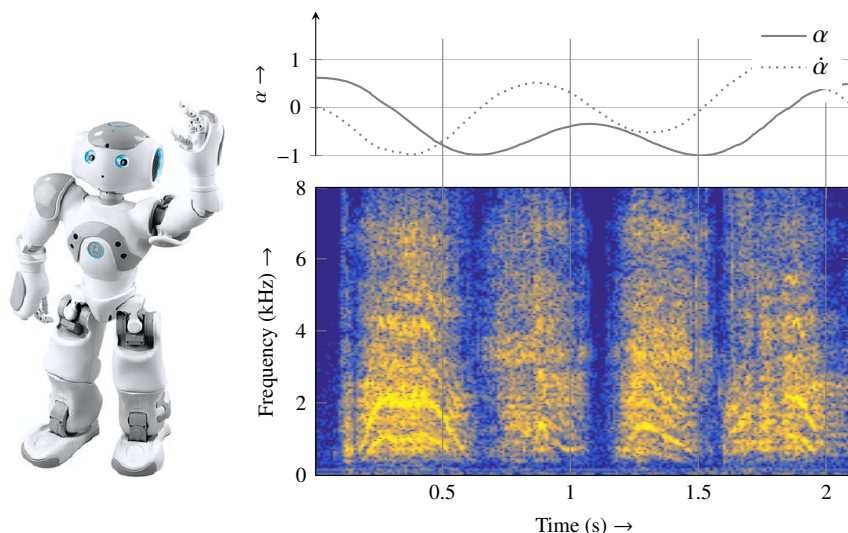 α
α̇
α →
1
0
−1
8
6
4
2
0
Frequency (kHz) →
0.5
1
1.5
2
Time (s) →